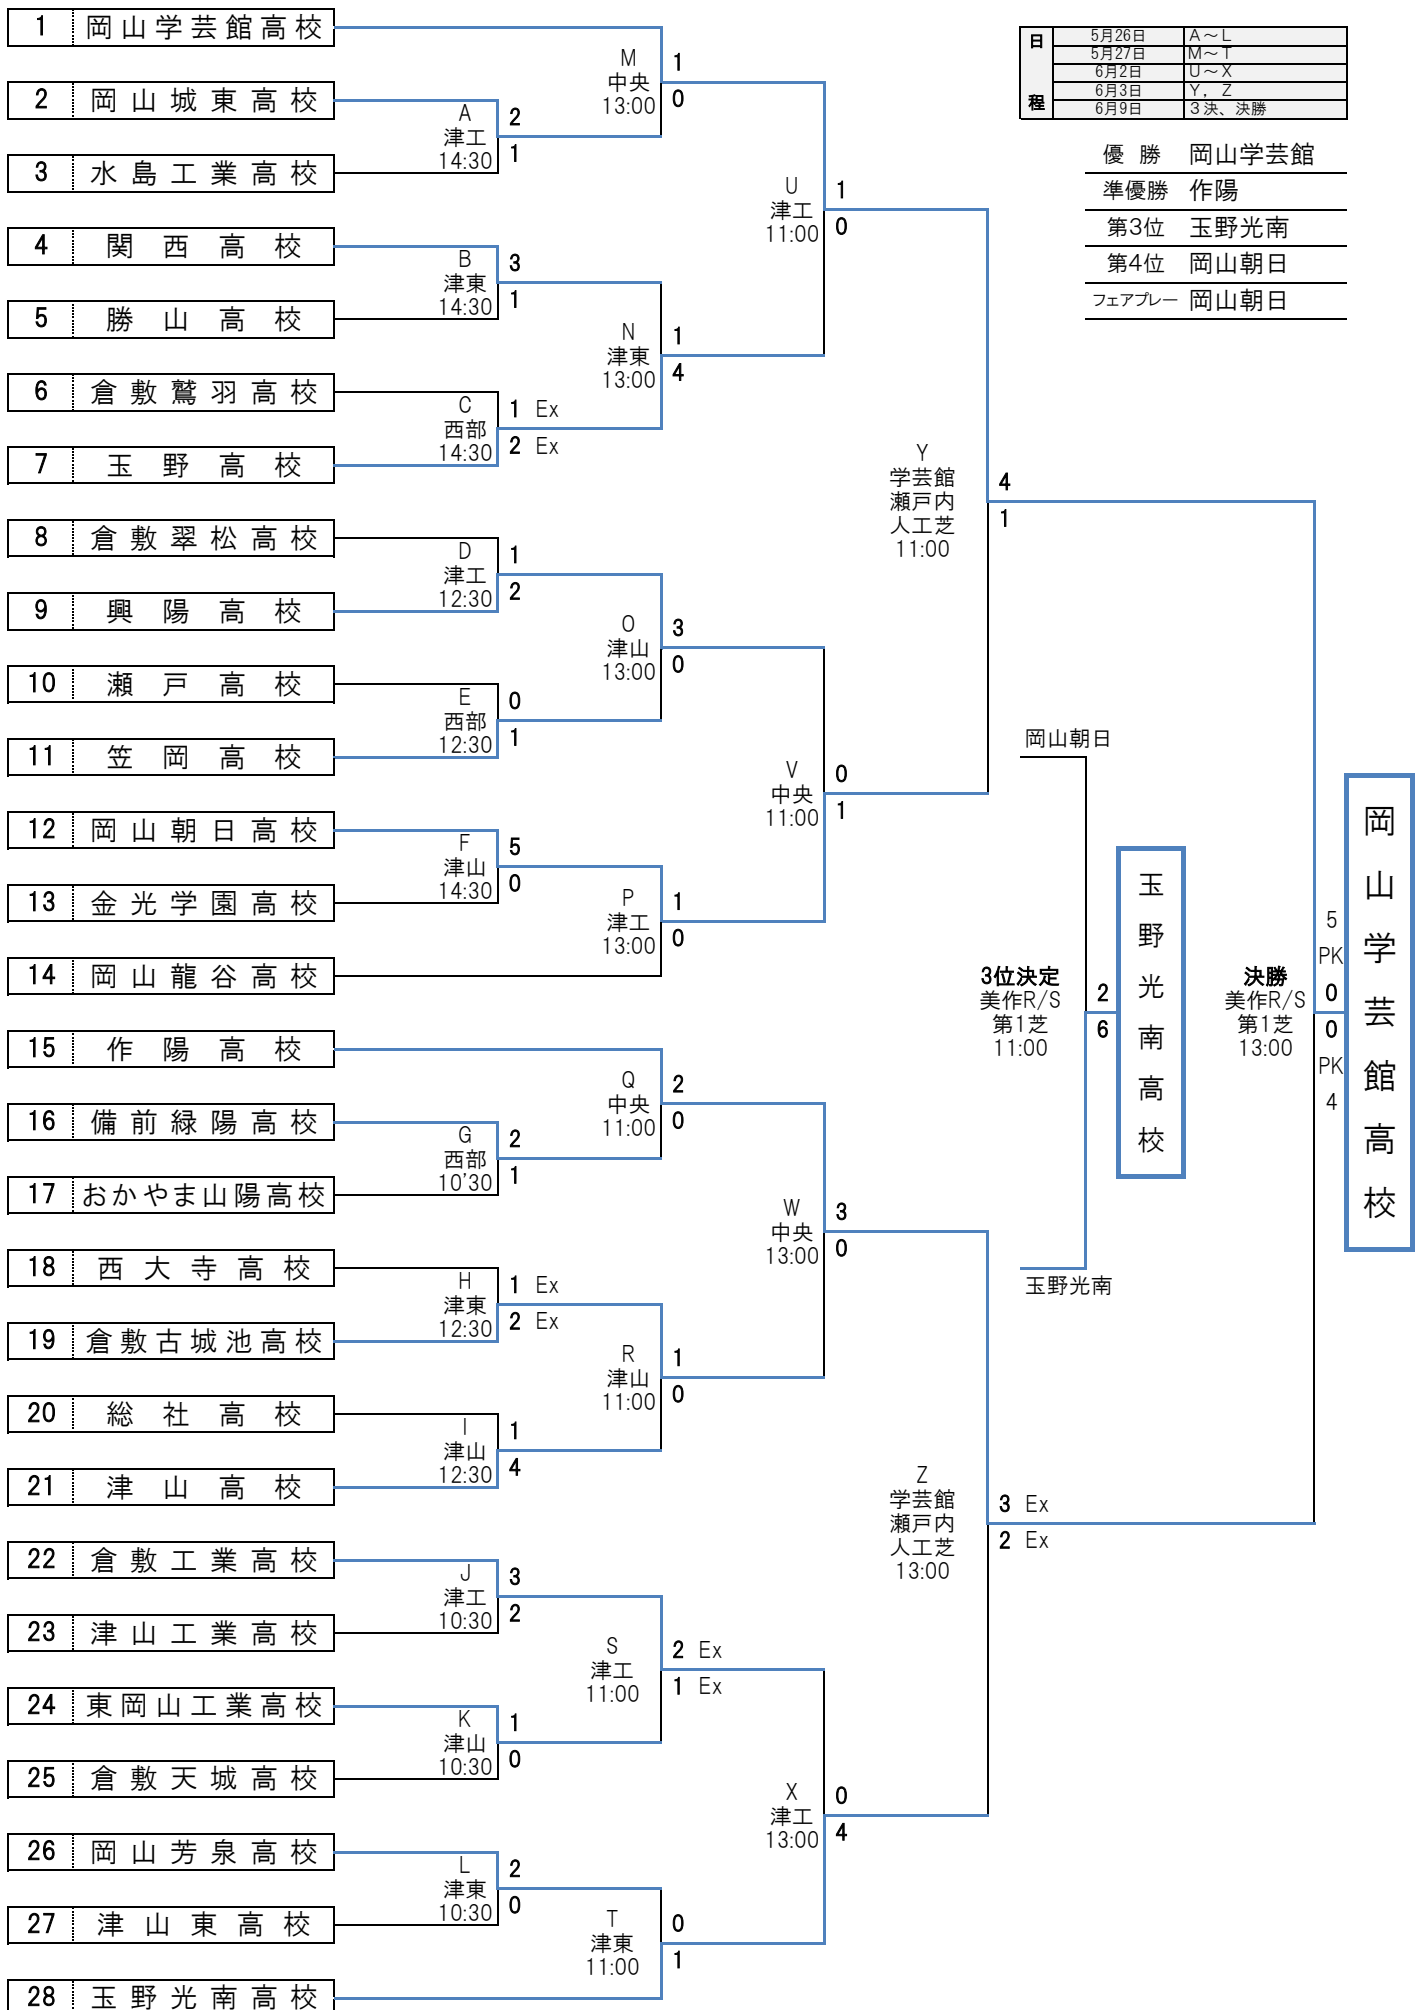 1 岡山学芸館高校
2 岡山城東高校
3 水島工業高校
4 関西高校
5 勝山高校
6 倉敷鷲羽高校
7 玉野高校
8 倉敷翠松高校
9 興陽高校
10 瀬戸高校
11 笠岡高校
12 岡山朝日高校
13 金光学園高校
14 岡山龍谷高校
15 作陽高校
16 備前緑陽高校
17 おかやま山陽高校
18 西大寺高校
19 倉敷古城池高校
20 総社高校
21 津山高校
22 倉敷工業高校
23 津山工業高校
24 東岡山工業高校
25 倉敷天城高校
26 岡山芳泉高校
27 津山東高校
28 玉野光南高校
A
津工
14:30
2
1
B
津東
14:30
3
1
C
西部
14:30
1 Ex
2 Ex
D
津工
12:30
1
2
E
西部
12:30
0
1
F
津山
14:30
5
0
G
西部
10'30
2
1
H
津東
12:30
1 Ex
2 Ex
I
津山
12:30
1
4
J
津工
10:30
3
2
K
津山
10:30
1
0
L
津東
10:30
2
0
M
中央
13:00
1
0
N
津東
13:00
1
4
O
津山
13:00
3
0
P
津工
13:00
1
0
Q
中央
11:00
2
0
R
津山
11:00
1
0
S
津工
11:00
2 Ex
1 Ex
T
津東
11:00
0
1
U
津工
11:00
1
0
V
中央
11:00
0
1
W
中央
13:00
3
0
X
津工
13:00
0
4
Y
学芸館
瀬戸内
人工芝
11:00
4
1
Z
学芸館
瀬戸内
人工芝
13:00
3 Ex
2 Ex
日程
5月26日 A～L
5月27日 M～T
6月2日 U～X
6月3日 Y，Z
6月9日 3決、決勝
優勝 岡山学芸館
準優勝 作陽
第3位 玉野光南
第4位 岡山朝日
フェアプレー 岡山朝日
岡山朝日
3位決定
美作R/S
第1芝
11:00
2
6
玉野光南
玉野光南高校
決勝
美作R/S
第1芝
13:00
5
PK
0
0
PK
4
岡山学芸館高校